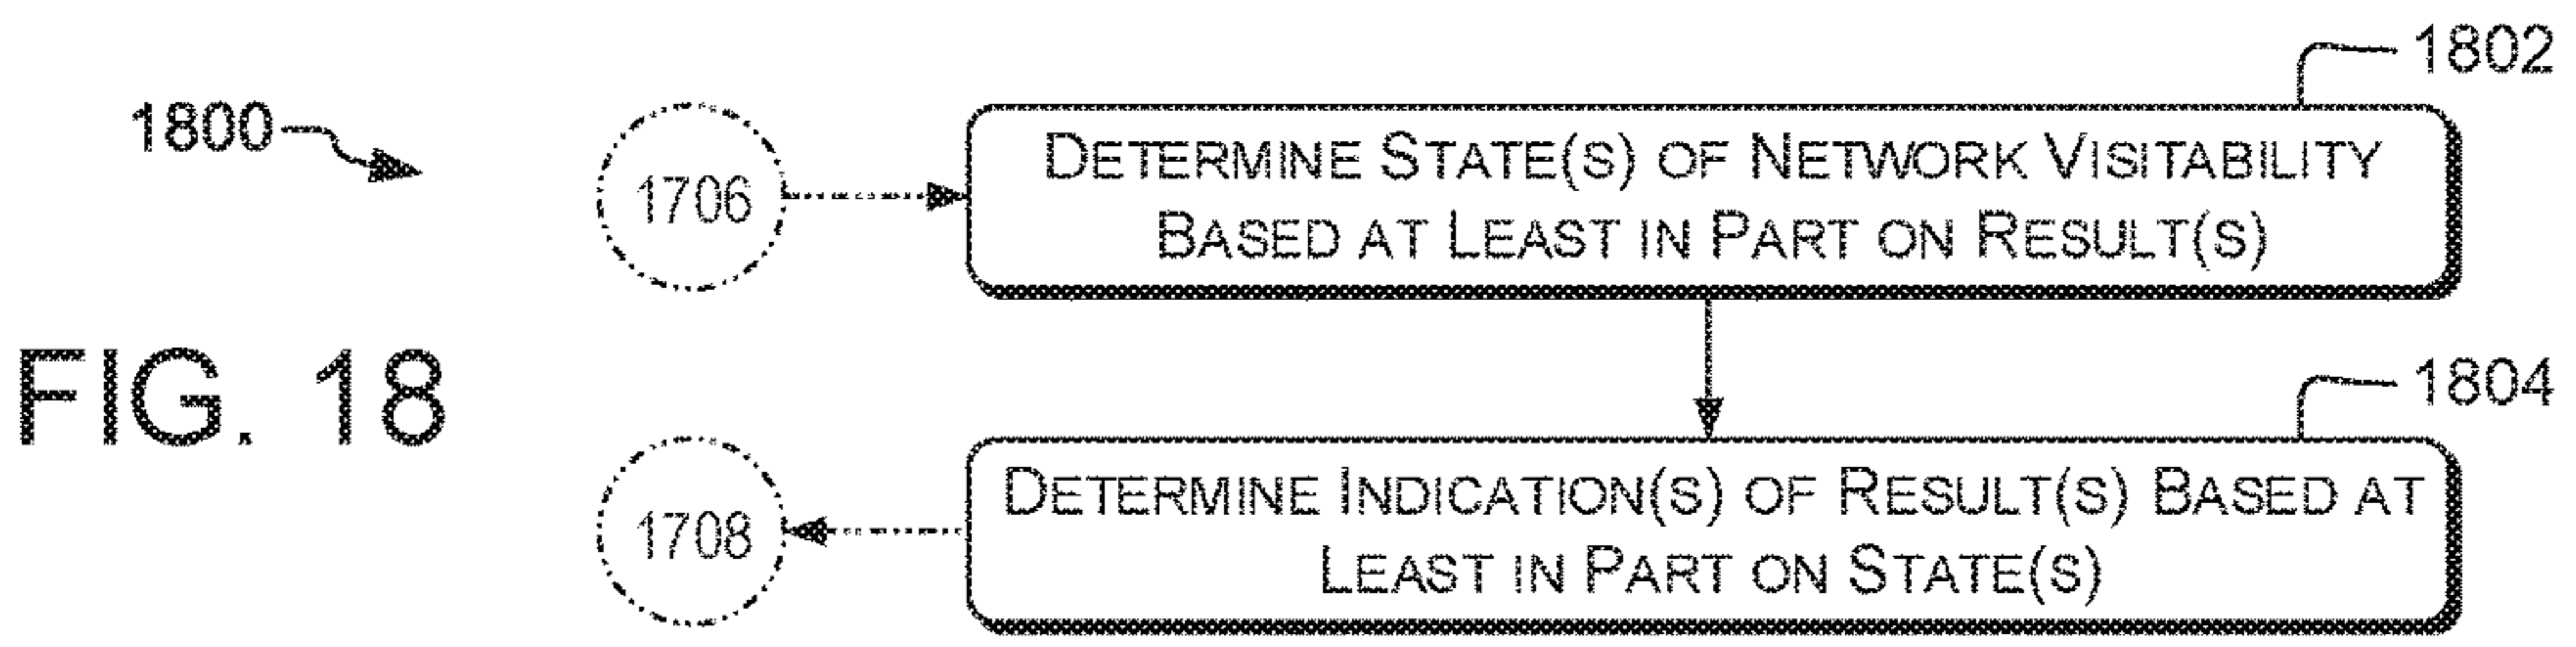 1802
1800
1706
DETERMINE STATE(S) OF NETWORK VISITABILITY
BASED AT LEAST IN PART ON RESULT(S)
FIG. 18
1804
1708
DETERMINE INDICATION(S) OF RESULT(S) BASED AT
LEAST IN PART ON STATE(S)